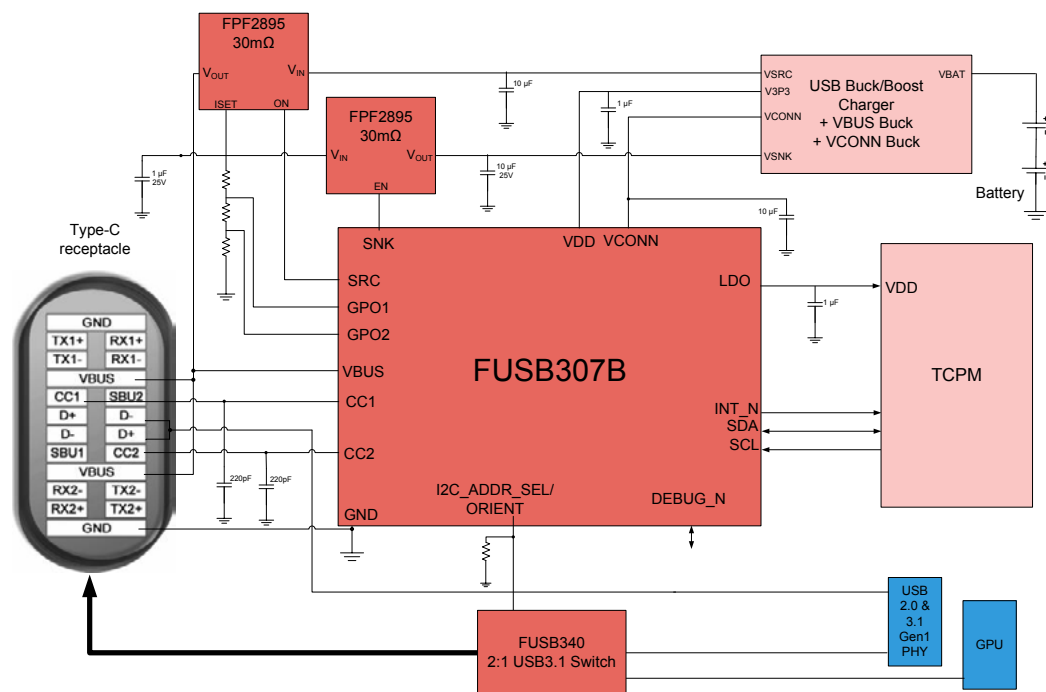 FPF2895
30mΩ
VOUT
VIN
ISET
ON
FPF2895
30mΩ
VIN
VOUT
EN
10 µF
1 µF
1 µF
25V
10 µF
25V
10 µF
VSRC
V3P3
VCONN
VSNK
VBAT
USB Buck/Boost
Charger
+ VBUS Buck
+ VCONN Buck
+
+
Battery
Type-C
receptacle
GND
TX1+ RX1+
TX1- RX1-
VBUS
CC1 SBU2
D+ D-
D- D+
SBU1 CC2
VBUS
RX2- TX2-
RX2+ TX2+
GND
220pF
220pF
SNK
VDD
VCONN
SRC
GPO1
GPO2
VBUS
CC1
CC2
GND
FUSB307B
LDO
INT_N
SDA
SCL
I2C_ADDR_SEL/
ORIENT
DEBUG_N
1 µF
VDD
TCPM
FUSB340
2:1 USB3.1 Switch
USB
2.0 &
3.1
Gen1
PHY
GPU